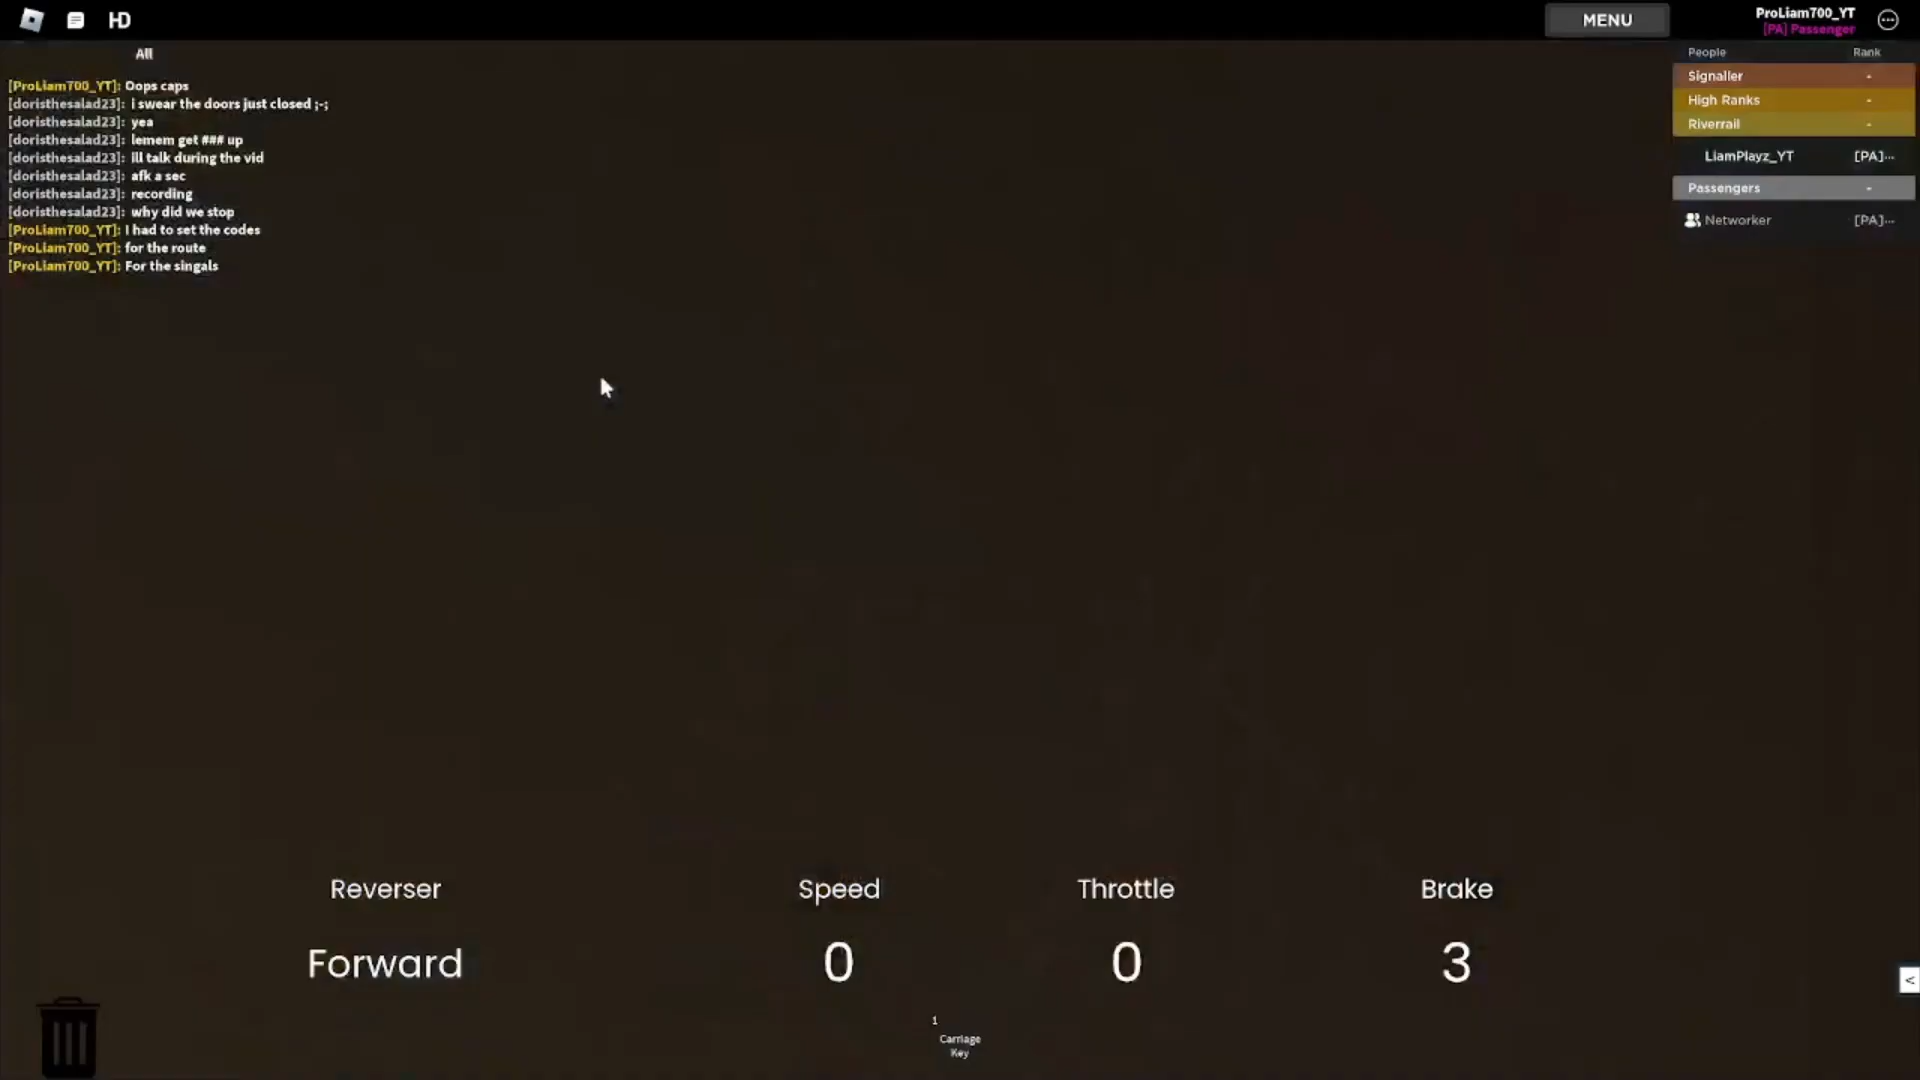 HD
MENU
ProLiam700_YT
[PA] Passenger
All
People Rank
Signaller -
High Ranks -
Riverrail -
LiamPlayz_YT [PA]...
Passengers -
Networker [PA]...
[ProLiam700_YT]: Oops caps
[doristhesalad23]: i swear the doors just closed ;-;
[doristhesalad23]: yea
[doristhesalad23]: lemem get ### up
[doristhesalad23]: ill talk during the vid
[doristhesalad23]: afk a sec
[doristhesalad23]: recording
[doristhesalad23]: why did we stop
[ProLiam700_YT]: I had to set the codes
[ProLiam700_YT]: for the route
[ProLiam700_YT]: For the singals
Reverser Speed Throttle Brake
Forward 0 0 3
<
1
Carriage
Key